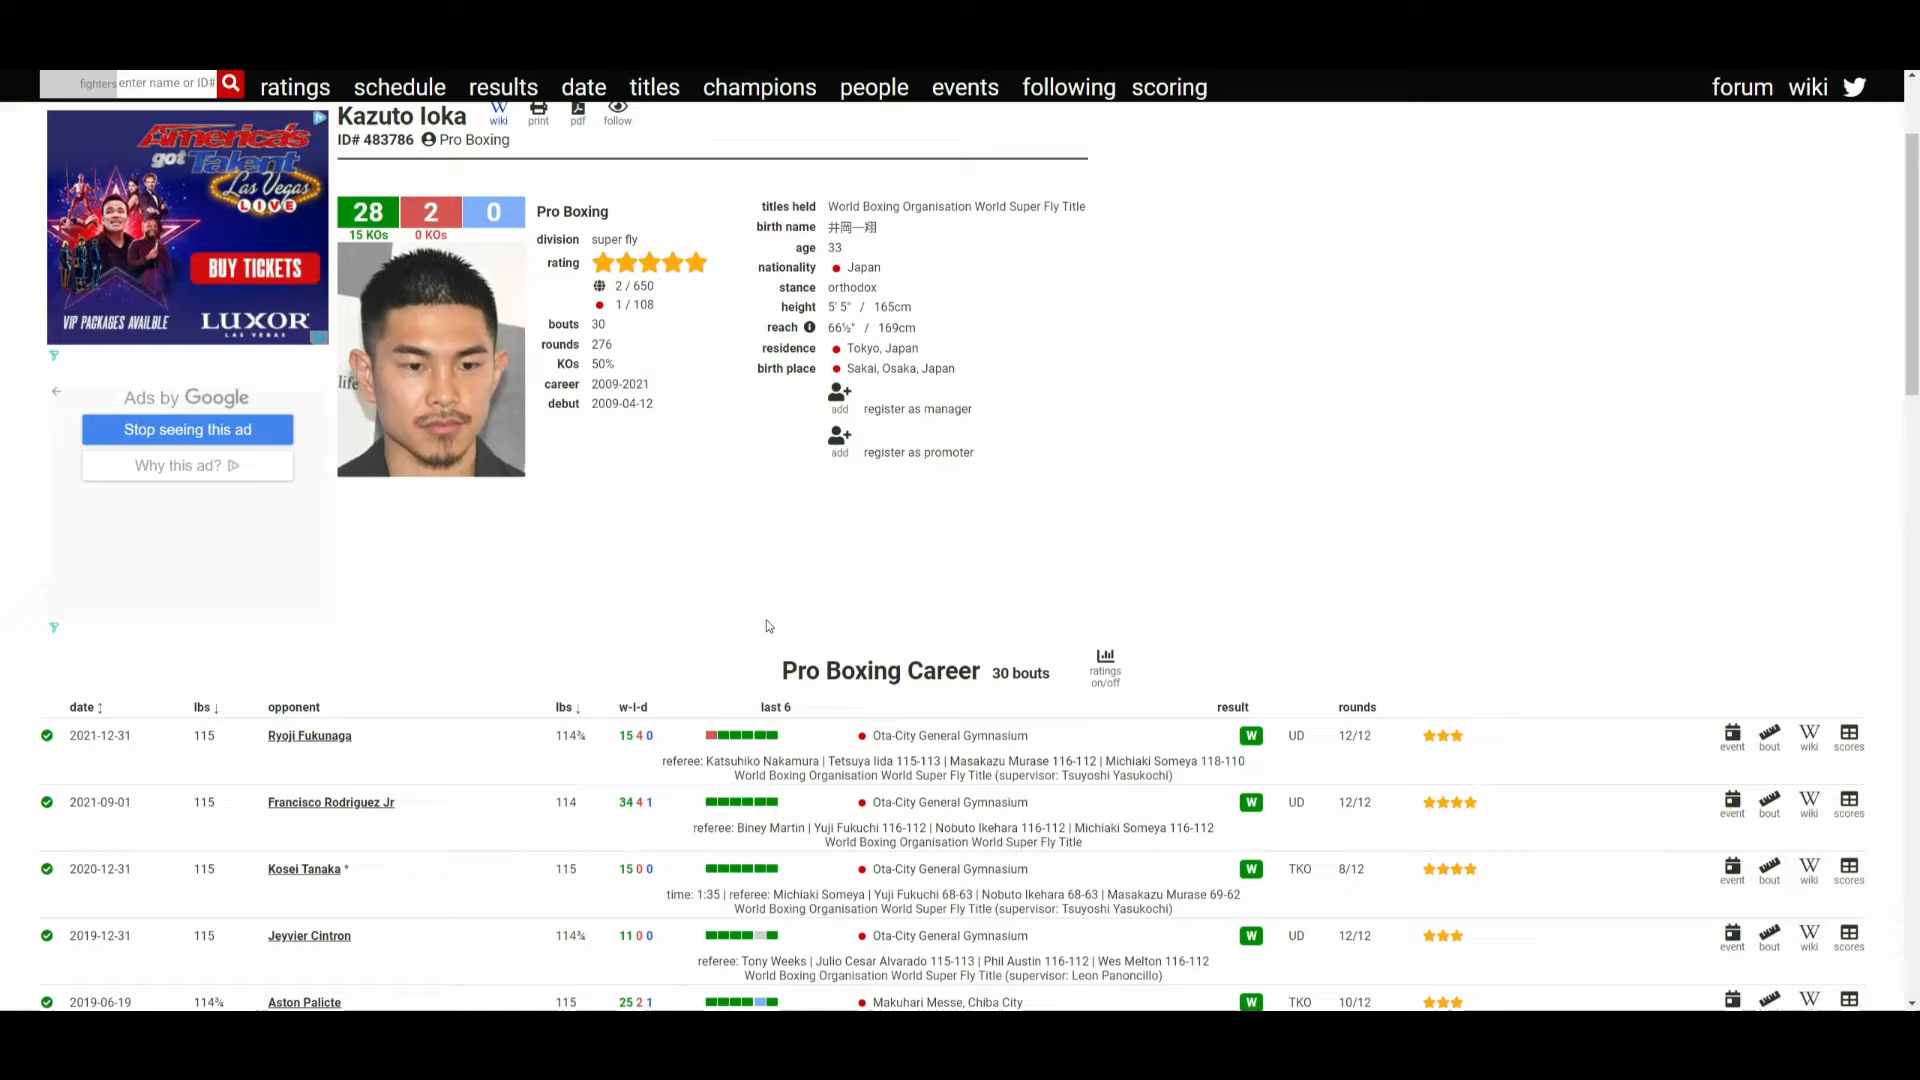 fighters enter name or ID# ratings schedule results date titles champions people events following scoring forum wiki
Kazuto Ioka wiki print pdf follow
ID# 483786 Pro Boxing
America's
got Talent
Las Vegas
LIVE
BUY TICKETS
VIP PACKAGES AVAILBLE LUXOR
LAS VEGAS
Ads by Google
Stop seeing this ad
Why this ad?
28 2 0
15 KOs 0 KOs
life
Pro Boxing
division super fly
rating
2 / 650
1 / 108
bouts 30
rounds 276
KOs 50%
career 2009-2021
debut 2009-04-12
titles held World Boxing Organisation World Super Fly Title
birth name 井岡一翔
age 33
nationality Japan
stance orthodox
height 5′ 5″ / 165cm
reach 66½″ / 169cm
residence Tokyo, Japan
birth place Sakai, Osaka, Japan
add register as manager
add register as promoter
Pro Boxing Career 30 bouts ratings on/off
date lbs opponent lbs w-l-d last 6 result rounds
2021-12-31 115 Ryoji Fukunaga 114¾ 15 4 0 Ota-City General Gymnasium W UD 12/12 event bout wiki scores
referee: Katsuhiko Nakamura | Tetsuya Iida 115-113 | Masakazu Murase 116-112 | Michiaki Someya 118-110
World Boxing Organisation World Super Fly Title (supervisor: Tsuyoshi Yasukochi)
2021-09-01 115 Francisco Rodriguez Jr 114 34 4 1 Ota-City General Gymnasium W UD 12/12 event bout wiki scores
referee: Biney Martin | Yuji Fukuchi 116-112 | Nobuto Ikehara 116-112 | Michiaki Someya 116-112
World Boxing Organisation World Super Fly Title
2020-12-31 115 Kosei Tanaka * 115 15 0 0 Ota-City General Gymnasium W TKO 8/12 event bout wiki scores
time: 1:35 | referee: Michiaki Someya | Yuji Fukuchi 68-63 | Nobuto Ikehara 68-63 | Masakazu Murase 69-62
World Boxing Organisation World Super Fly Title (supervisor: Tsuyoshi Yasukochi)
2019-12-31 115 Jeyvier Cintron 114¾ 11 0 0 Ota-City General Gymnasium W UD 12/12 event bout wiki scores
referee: Tony Weeks | Julio Cesar Alvarado 115-113 | Phil Austin 116-112 | Wes Melton 116-112
World Boxing Organisation World Super Fly Title (supervisor: Leon Panoncillo)
2019-06-19 114¾ Aston Palicte 115 25 2 1 Makuhari Messe, Chiba City W TKO 10/12